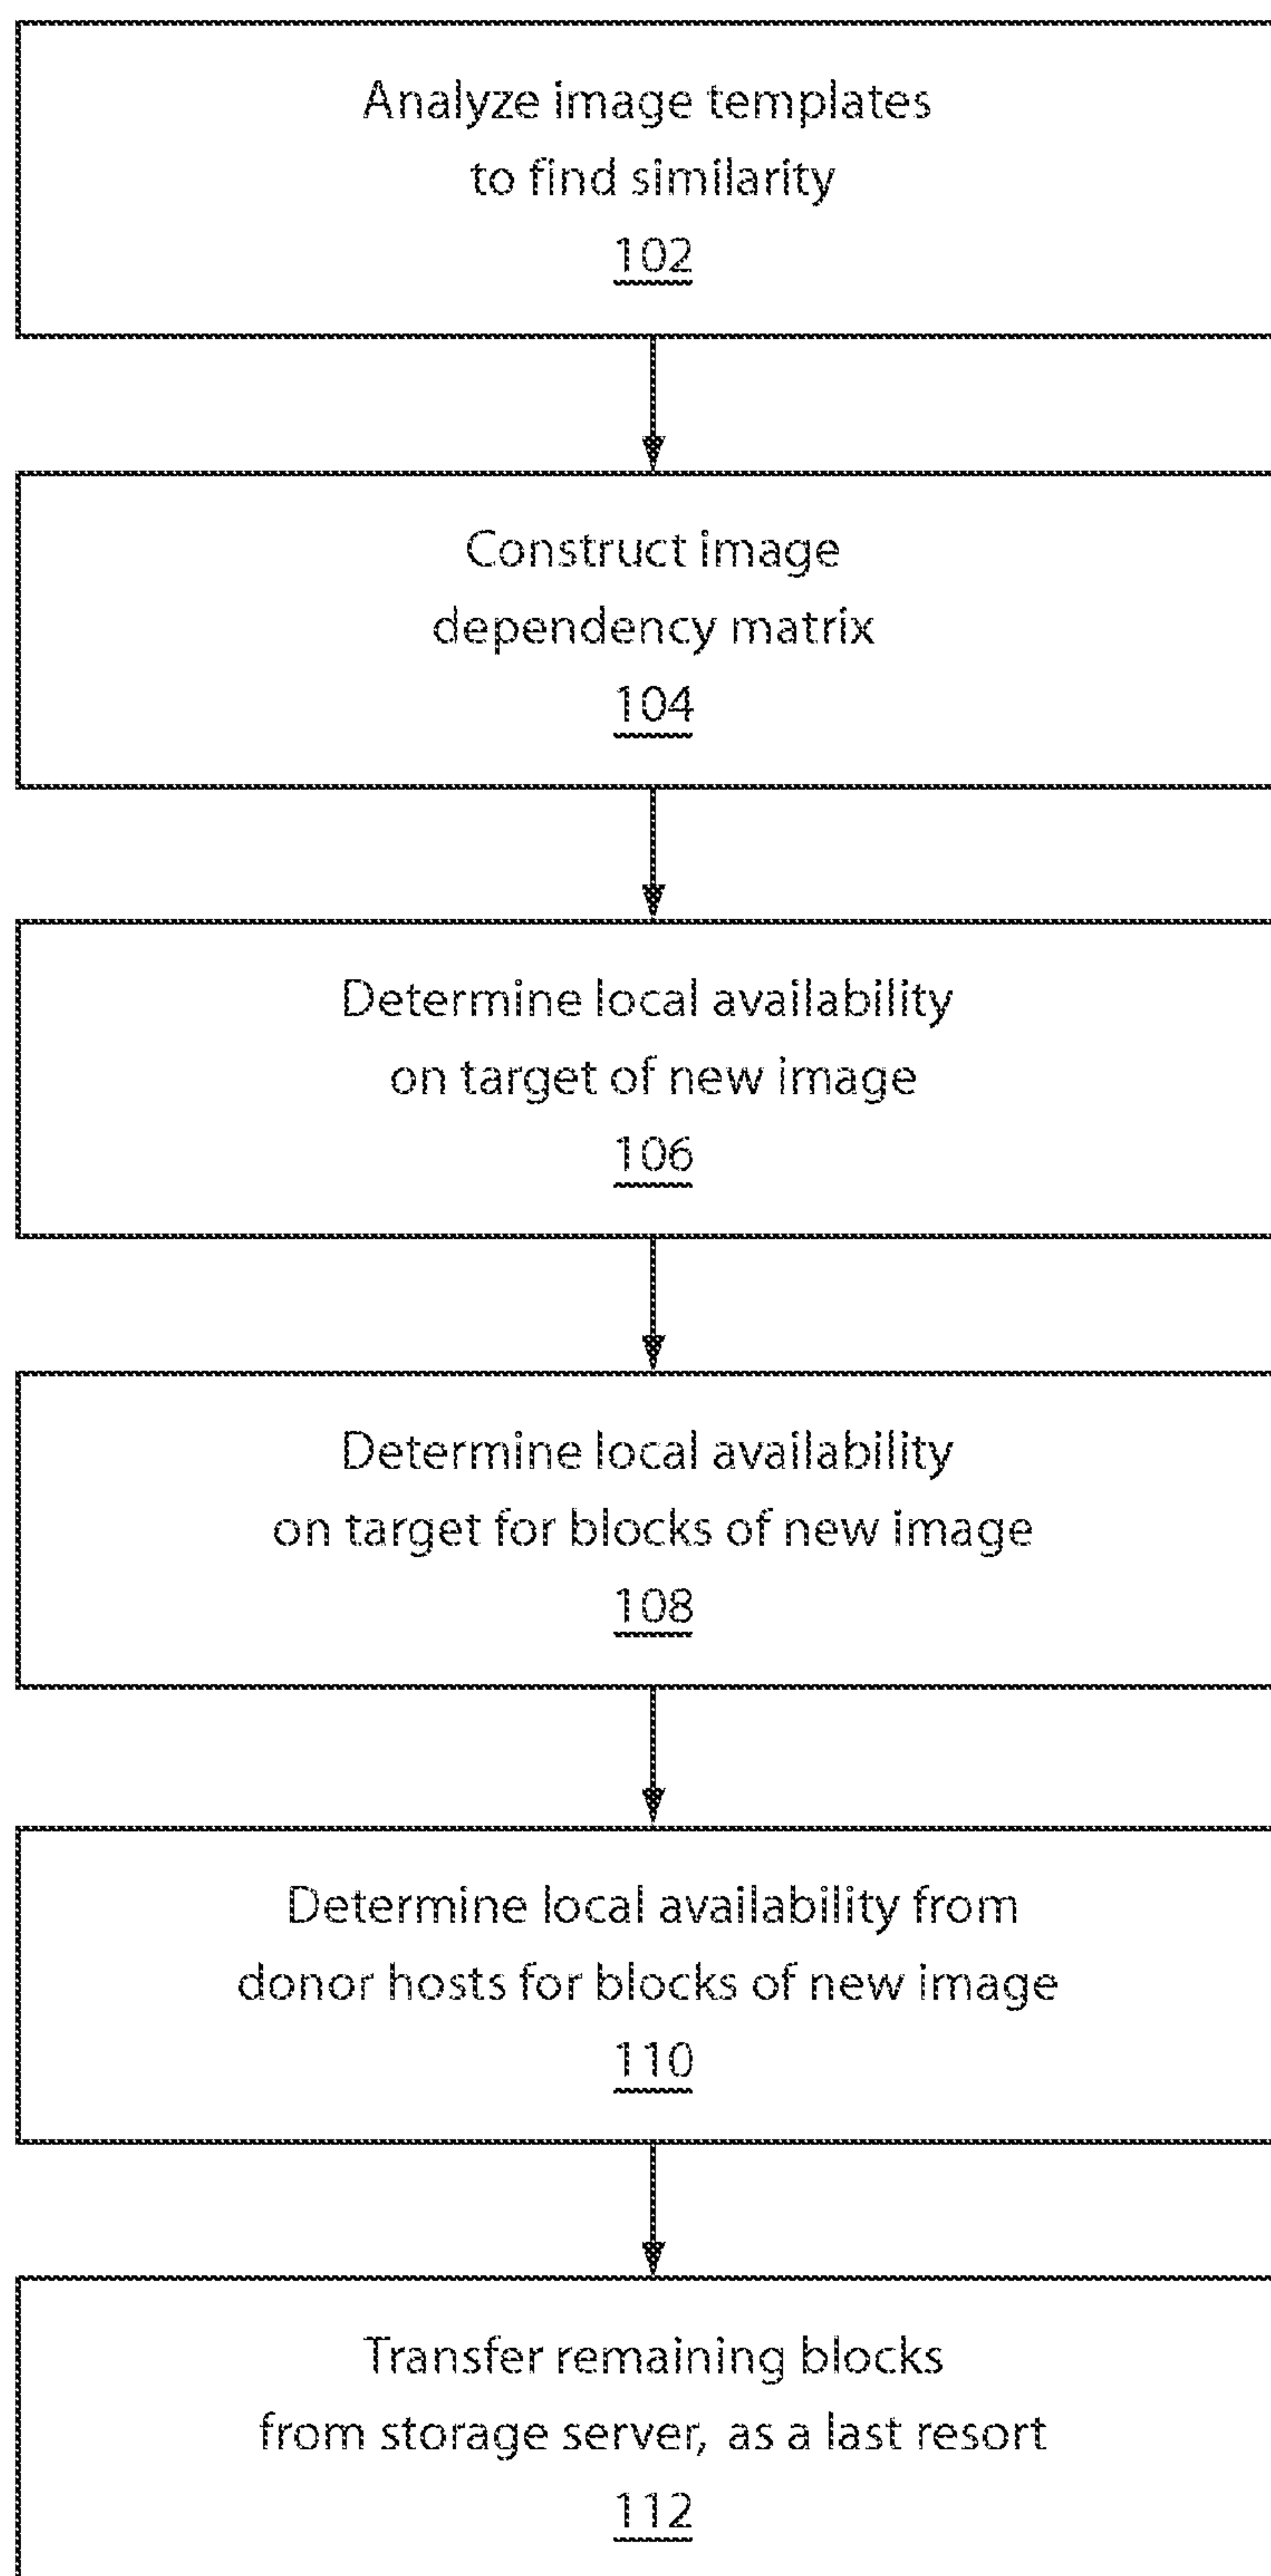 Analyze image templates
to find similarity
102
Construct image
dependency matrix
104
Determine local availability
on target of new image
106
Determine local availability
on target for blocks of new image
108
Determine local availability from
donor hosts for blocks of new image
110
Transfer remaining blocks
from storage server, as a last resort
112